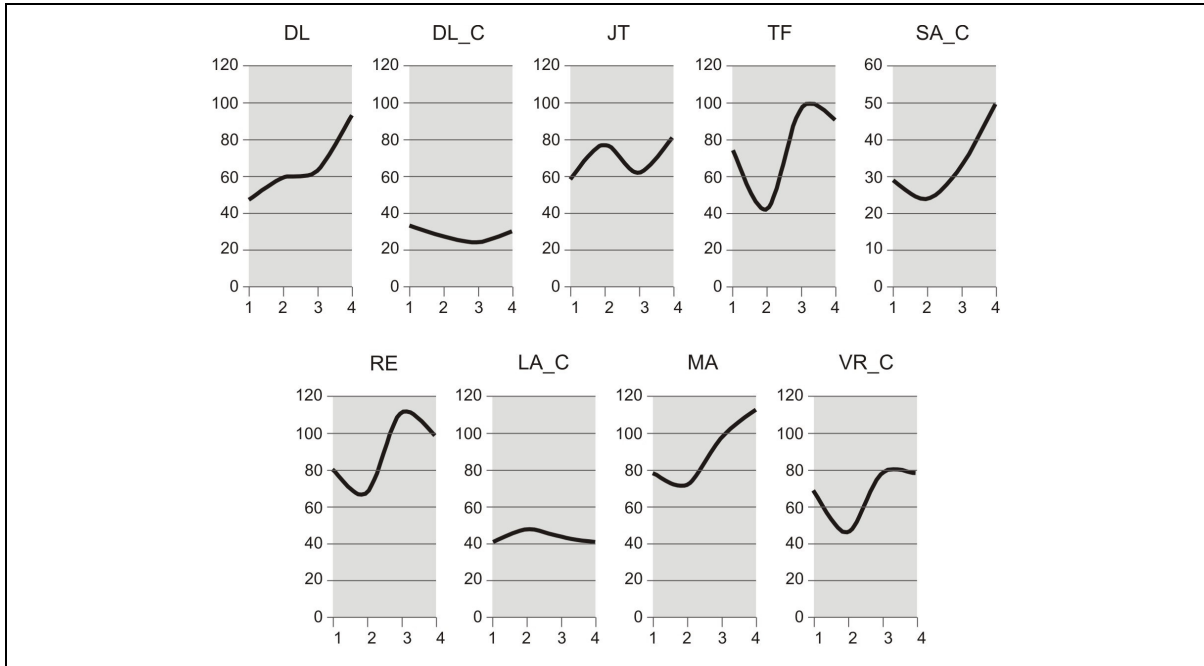 DL DL_C JT TF SA_C
120 120 120 120 60
100 100 100 100 50
80 80 80 80 40
60 60 60 60 30
40 40 40 40 20
20 20 20 20 10
0 0 0 0 0
1 2 3 4 1 2 3 4 1 2 3 4 1 2 3 4 1 2 3 4
RE LA_C MA VR_C
120 120 120 120
100 100 100 100
80 80 80 80
60 60 60 60
40 40 40 40
20 20 20 20
0 0 0 0
1 2 3 4 1 2 3 4 1 2 3 4 1 2 3 4